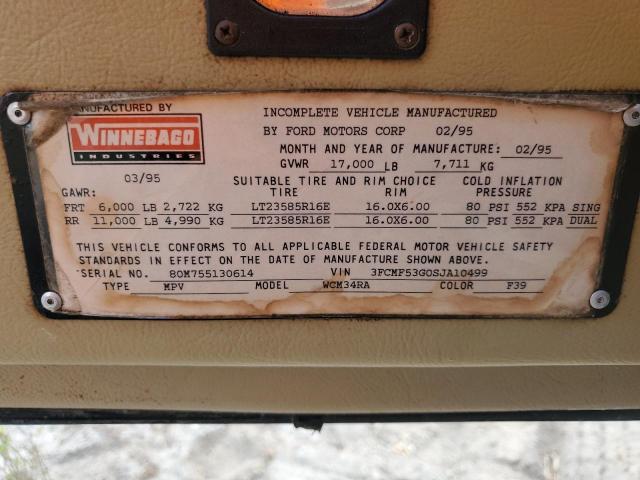 MANUFACTURED BY
WINNEBAGO
INDUSTRIES
03/95
INCOMPLETE VEHICLE MANUFACTURED
BY FORD MOTORS CORP 02/95
MONTH AND YEAR OF MANUFACTURE: 02/95
GVWR 17,000 LB 7,711 KG
SUITABLE TIRE AND RIM CHOICE COLD INFLATION
GAWR: TIRE RIM PRESSURE
FRT 6,000 LB 2,722 KG LT23585R16E 16.0X6.00 80 PSI 552 KPA SING
RR 11,000 LB 4,990 KG LT23585R16E 16.0X6.00 80 PSI 552 KPA DUAL
THIS VEHICLE CONFORMS TO ALL APPLICABLE FEDERAL MOTOR VEHICLE SAFETY
STANDARDS IN EFFECT ON THE DATE OF MANUFACTURE SHOWN ABOVE.
SERIAL NO. 80M755130614 VIN 3FCMF53G0SJA10499
TYPE MPV MODEL WCM34RA COLOR F39